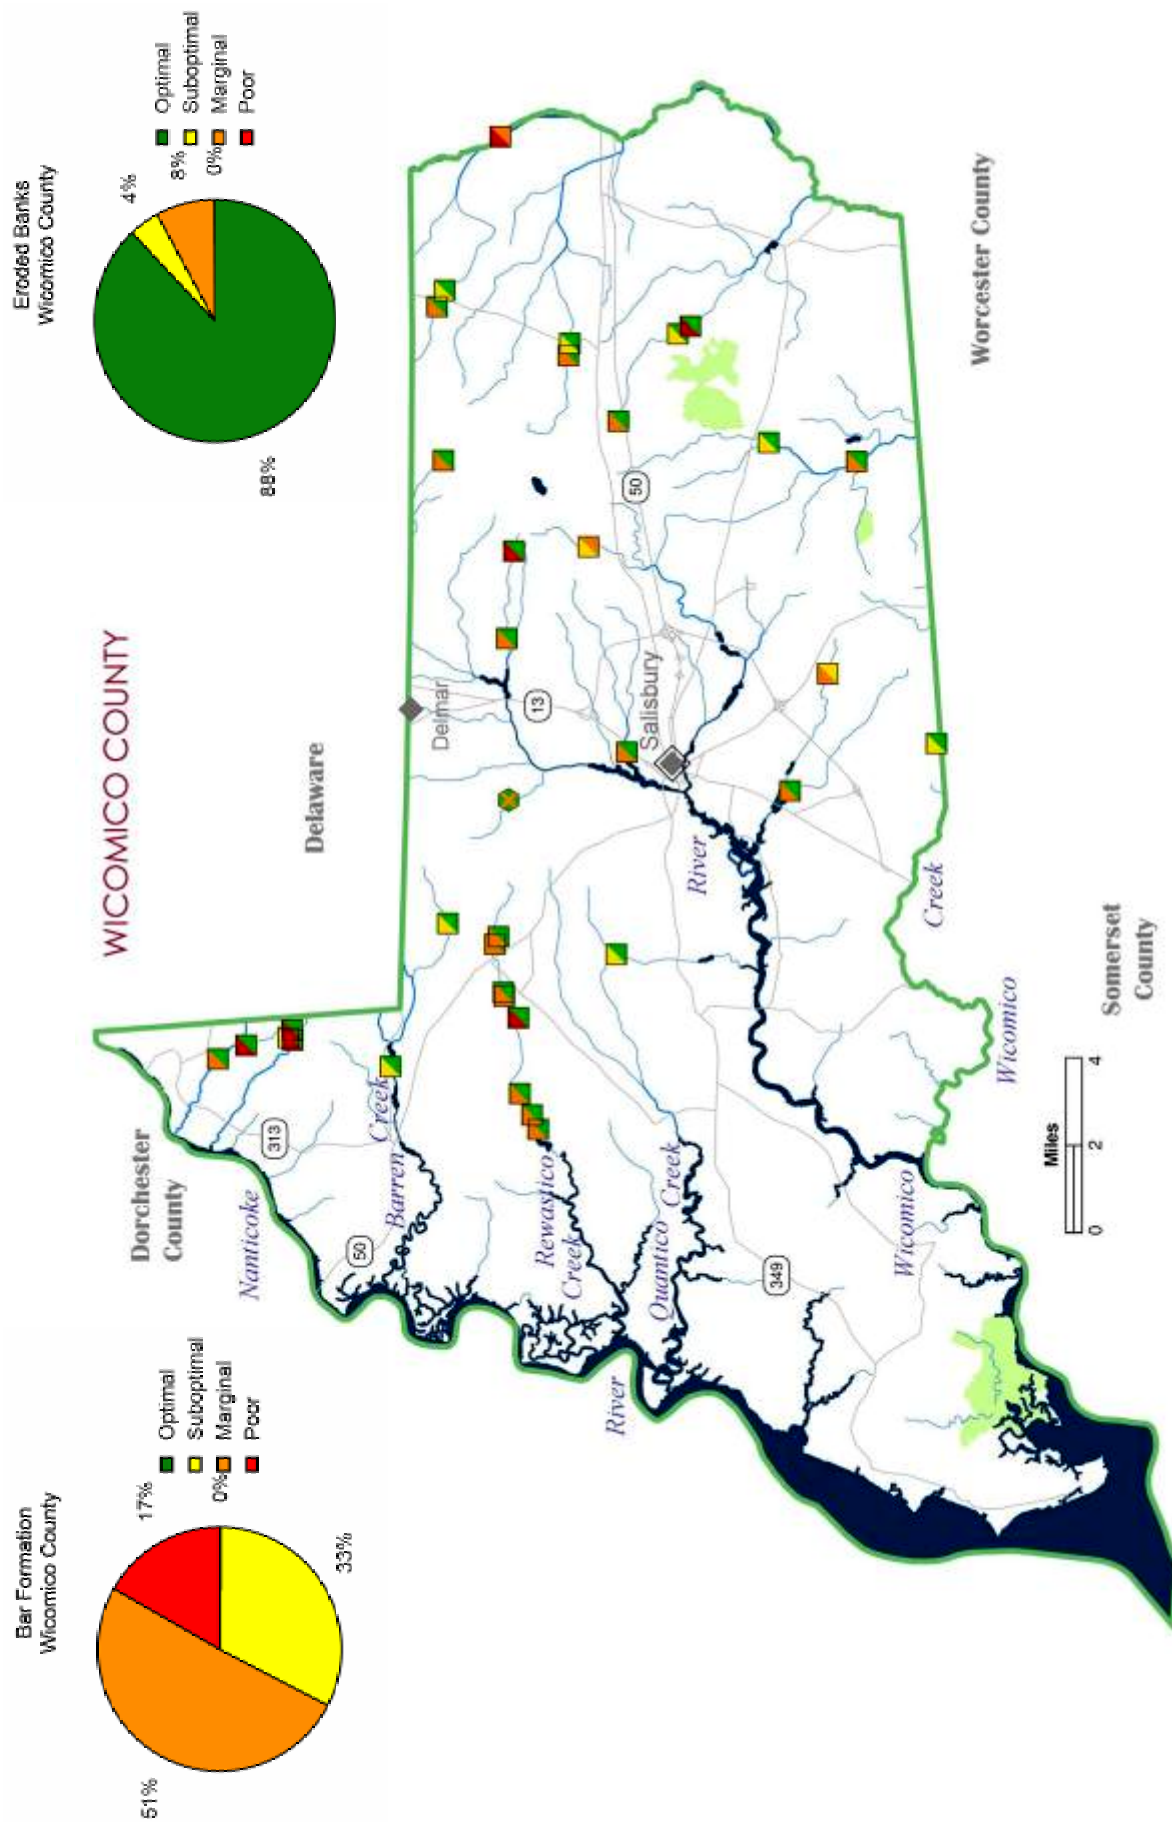 WICOMICO COUNTY
Bar Formation
Wicomico County
17%
51%
33%
0%
Optimal
Suboptimal
Marginal
Poor
Eroded Banks
Wicomico County
4%
8%
0%
88%
Optimal
Suboptimal
Marginal
Poor
Dorchester
County
Delaware
Nanticoke
313
50
Barren
Creek
Delmar
13
Rewastico
Creek
River
Quantico
Creek
Salisbury
50
River
349
Wicomico
Creek
Wicomico
Worcester County
Somerset
County
Miles
0
2
4